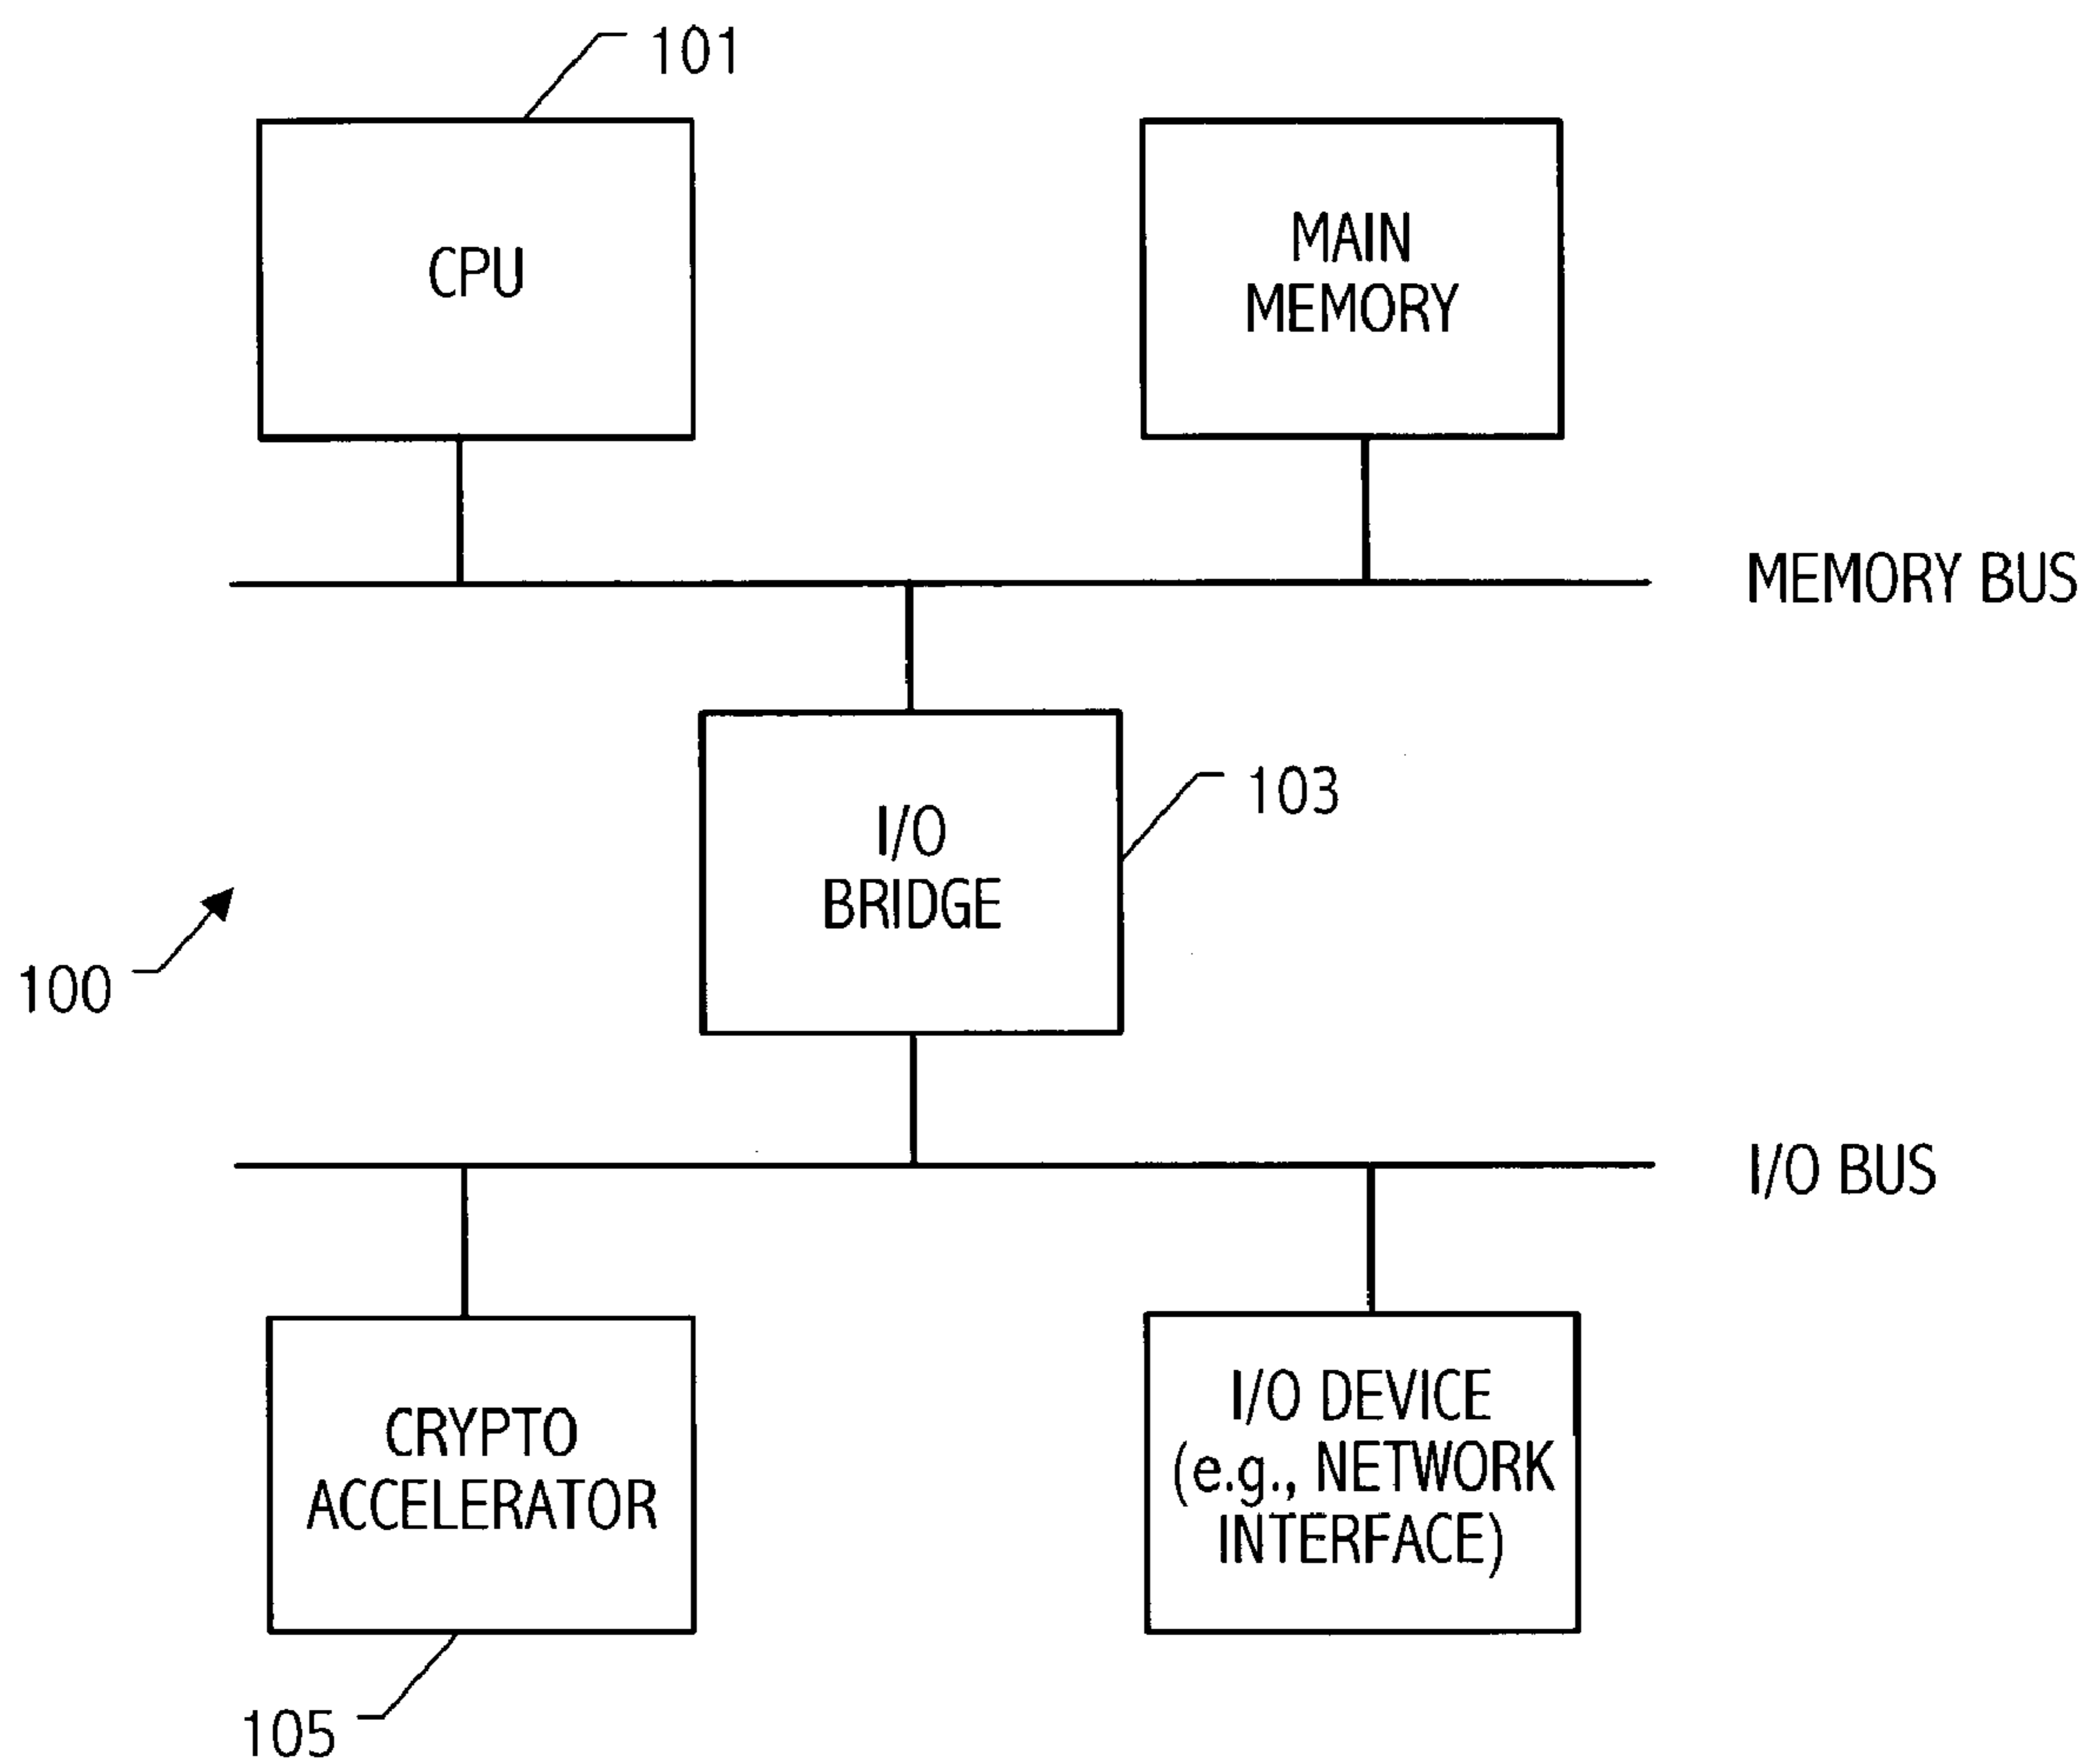 101
CPU
MAIN
MEMORY
MEMORY BUS
I/O
BRIDGE
103
100
I/O BUS
CRYPTO
ACCELERATOR
I/O DEVICE
(e.g., NETWORK
INTERFACE)
105